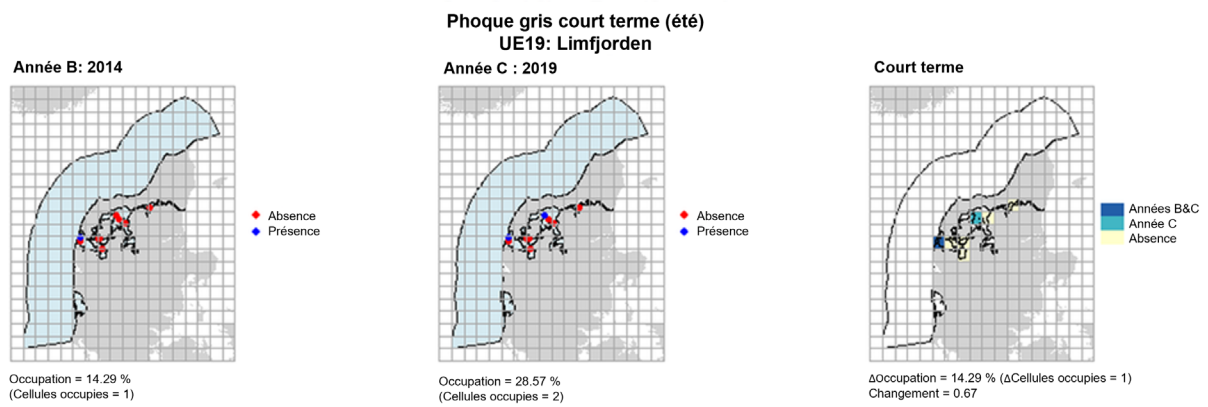 Phoque gris court terme (été)
UE19: Limfjorden
Année B: 2014
Absence
Présence
Occupation = 14.29 %
(Cellules occupies = 1)
Année C : 2019
Absence
Présence
Occupation = 28.57 %
(Cellules occupies = 2)
Court terme
Années B&C
Année C
Absence
ΔOccupation = 14.29 % (ΔCellules occupies = 1)
Changement = 0.67